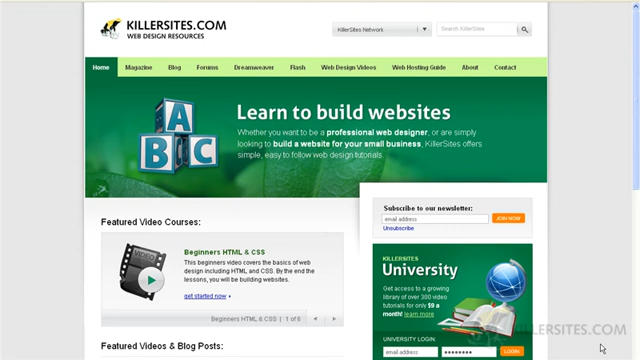 KILLERSITES.COM
WEB DESIGN RESOURCES
KillerSites Network
Search KillerSites
Home Magazine Blog Forums Dreamweaver Flash Web Design Videos Web Hosting Guide About Contact
A
B C
Learn to build websites
Whether you want to be a professional web designer, or are simply
looking to build a website for your small business, KillerSites offers
simple, easy to follow web design tutorials.
Featured Video Courses:
VIDEO
Beginners HTML & CSS
This beginners video covers the basics of web
design including HTML and CSS. By the end of the
lessons, you will be building websites.
get started now
Beginners HTML & CSS | 1 of 6
Featured Videos & Blog Posts:
Subscribe to our newsletter:
email address JOIN NOW
Unsubscribe
KILLERSITES
University
Get access to a growing
library of over 300 video
tutorials for only $9 a
month! learn more
UNIVERSITY LOGIN:
email address •••••••• LOGIN
KILLERSITES.COM